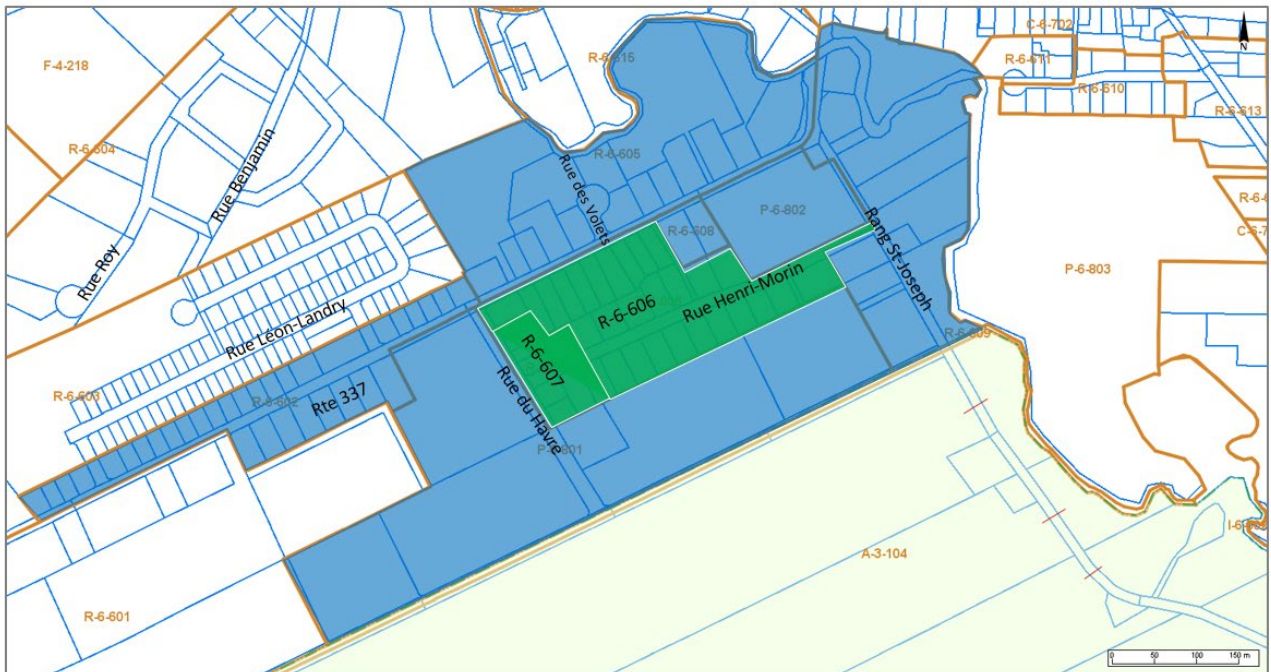 C-6-702
N
F-4-218
R-6-615
R-6-611
R-6-610
R-6-613
R-6-604
Rue Benjamin
Rue des Volets
R-6-605
P-6-802
R-6-608
Rang St-Joseph
Rue Roy
P-6-803
R-6-606
Rue Henri-Morin
Rue Léon-Landry
R-6-607
R-6-609
R-6-603
R-6-602
Rte 337
Rue du Havre
P-6-801
A-3-104
R-6-601
0 50 100 150 m